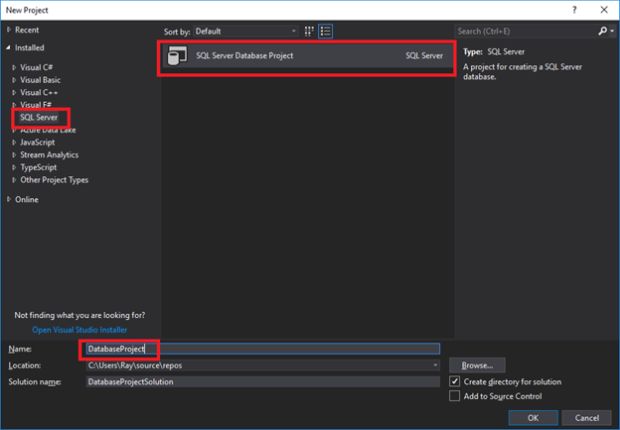 New Project
? ×
Recent
Sort by: Default
Search (Ctrl+E)
Installed
SQL Server Database Project SQL Server
Type: SQL Server
A project for creating a SQL Server
database.
Visual C#
Visual Basic
Visual C++
Visual F#
SQL Server
Azure Data Lake
JavaScript
Stream Analytics
TypeScript
Other Project Types
Online
Not finding what you are looking for?
Open Visual Studio Installer
Name: DatabaseProject
Location: C:\Users\Ray\source\repos
Browse...
Solution name: DatabaseProjectSolution
Create directory for solution
Add to Source Control
OK Cancel